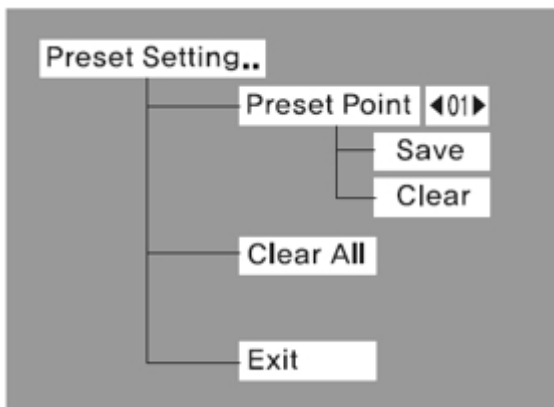 Preset Setting..
Preset Point ◀01▶
Save
Clear
Clear All
Exit